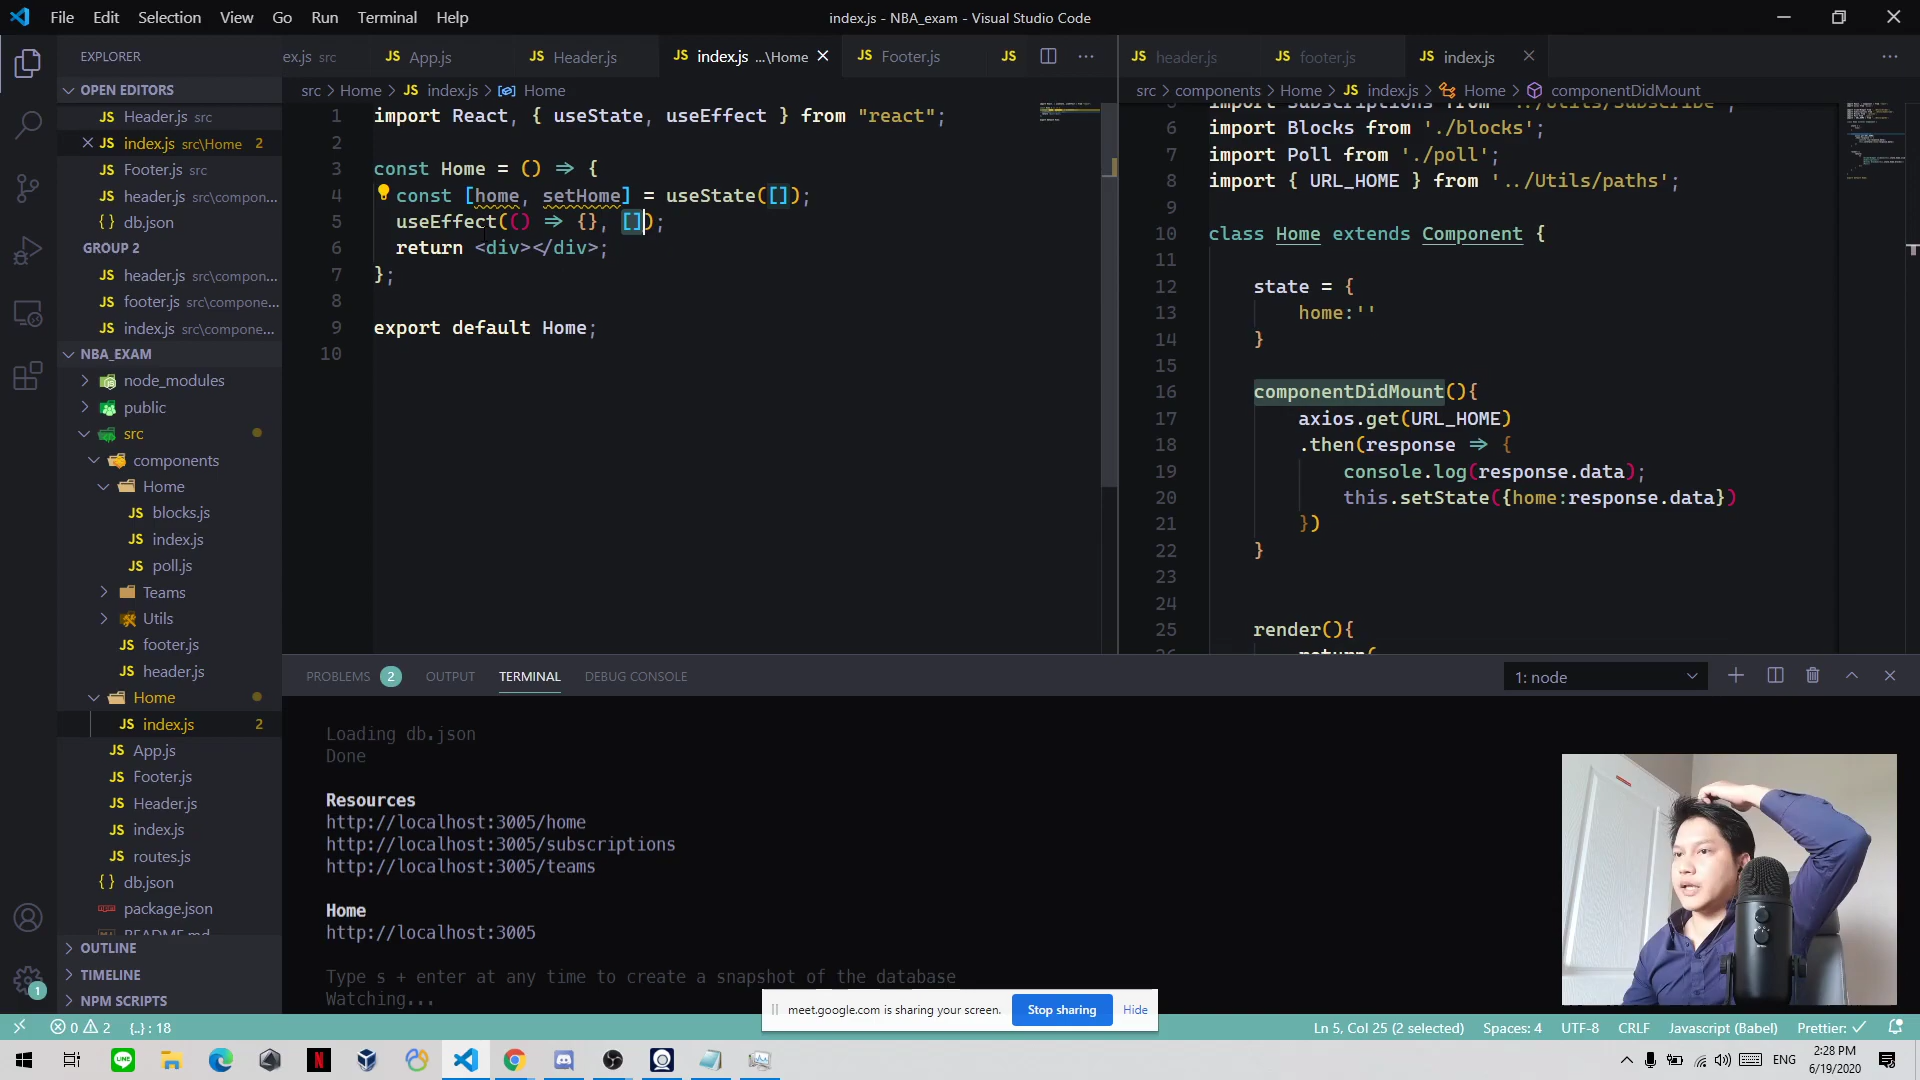 File Edit Selection View Go Run Terminal Help
index.js - NBA_exam - Visual Studio Code
EXPLORER
OPEN EDITORS
JS Header.js src
JS index.js src\Home 2
JS Footer.js src
JS header.js src\compon...
{ } db.json
GROUP 2
JS header.js src\compon...
JS footer.js src\compone...
JS index.js src\compone...
NBA_EXAM
node_modules
public
src
components
Home
JS blocks.js
JS index.js
JS poll.js
Teams
Utils
JS footer.js
JS header.js
Home
JS index.js 2
JS App.js
JS Footer.js
JS Header.js
JS index.js
JS routes.js
{ } db.json
package.json
README.md
OUTLINE
TIMELINE
NPM SCRIPTS
ex.js src JS App.js JS Header.js JS index.js ...\Home JS Footer.js JS
src > Home > JS index.js > Home
1 import React, { useState, useEffect } from "react";
2
3 const Home = () => {
4 const [home, setHome] = useState([]);
5 useEffect(() => {}, []);
6 return <div></div>;
7 };
8
9 export default Home;
10
JS header.js JS footer.js JS index.js
src > components > Home > JS index.js > Home > componentDidMount
import Subscriptions from '../Utils/Subscribe';
6 import Blocks from './blocks';
7 import Poll from './poll';
8 import { URL_HOME } from '../Utils/paths';
9
10 class Home extends Component {
11
12 state = {
13 home:''
14 }
15
16 componentDidMount(){
17 axios.get(URL_HOME)
18 .then(response => {
19 console.log(response.data);
20 this.setState({home:response.data})
21 })
22 }
23
24
25 render(){
return(
PROBLEMS 2 OUTPUT TERMINAL DEBUG CONSOLE
1: node
Loading db.json
Done
Resources
http://localhost:3005/home
http://localhost:3005/subscriptions
http://localhost:3005/teams
Home
http://localhost:3005
Type s + enter at any time to create a snapshot of the database
Watching...
meet.google.com is sharing your screen. Stop sharing Hide
1
0 2 {..} : 18
Ln 5, Col 25 (2 selected) Spaces: 4 UTF-8 CRLF Javascript (Babel) Prettier: ✓
LINE N
ENG 2:28 PM
6/19/2020